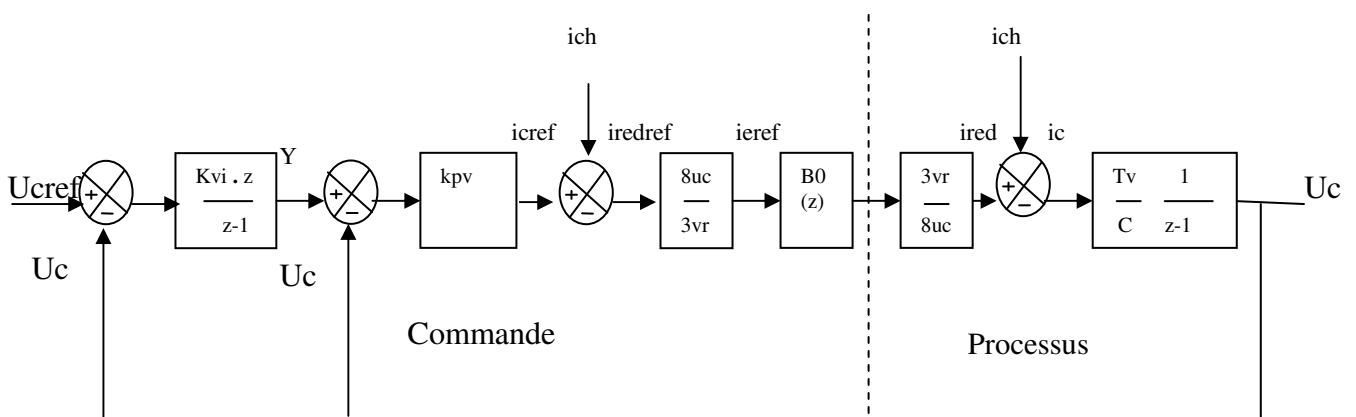 ich
ich
icref
iredref
ieref
ired
ic
Ucref
+
−
Kvi . z
z-1
Y
−
kpv
+
−
8uc
3vr
B0
(z)
3vr
8uc
+
−
Tv 1
C z-1
Uc
Uc
Uc
Commande
Processus